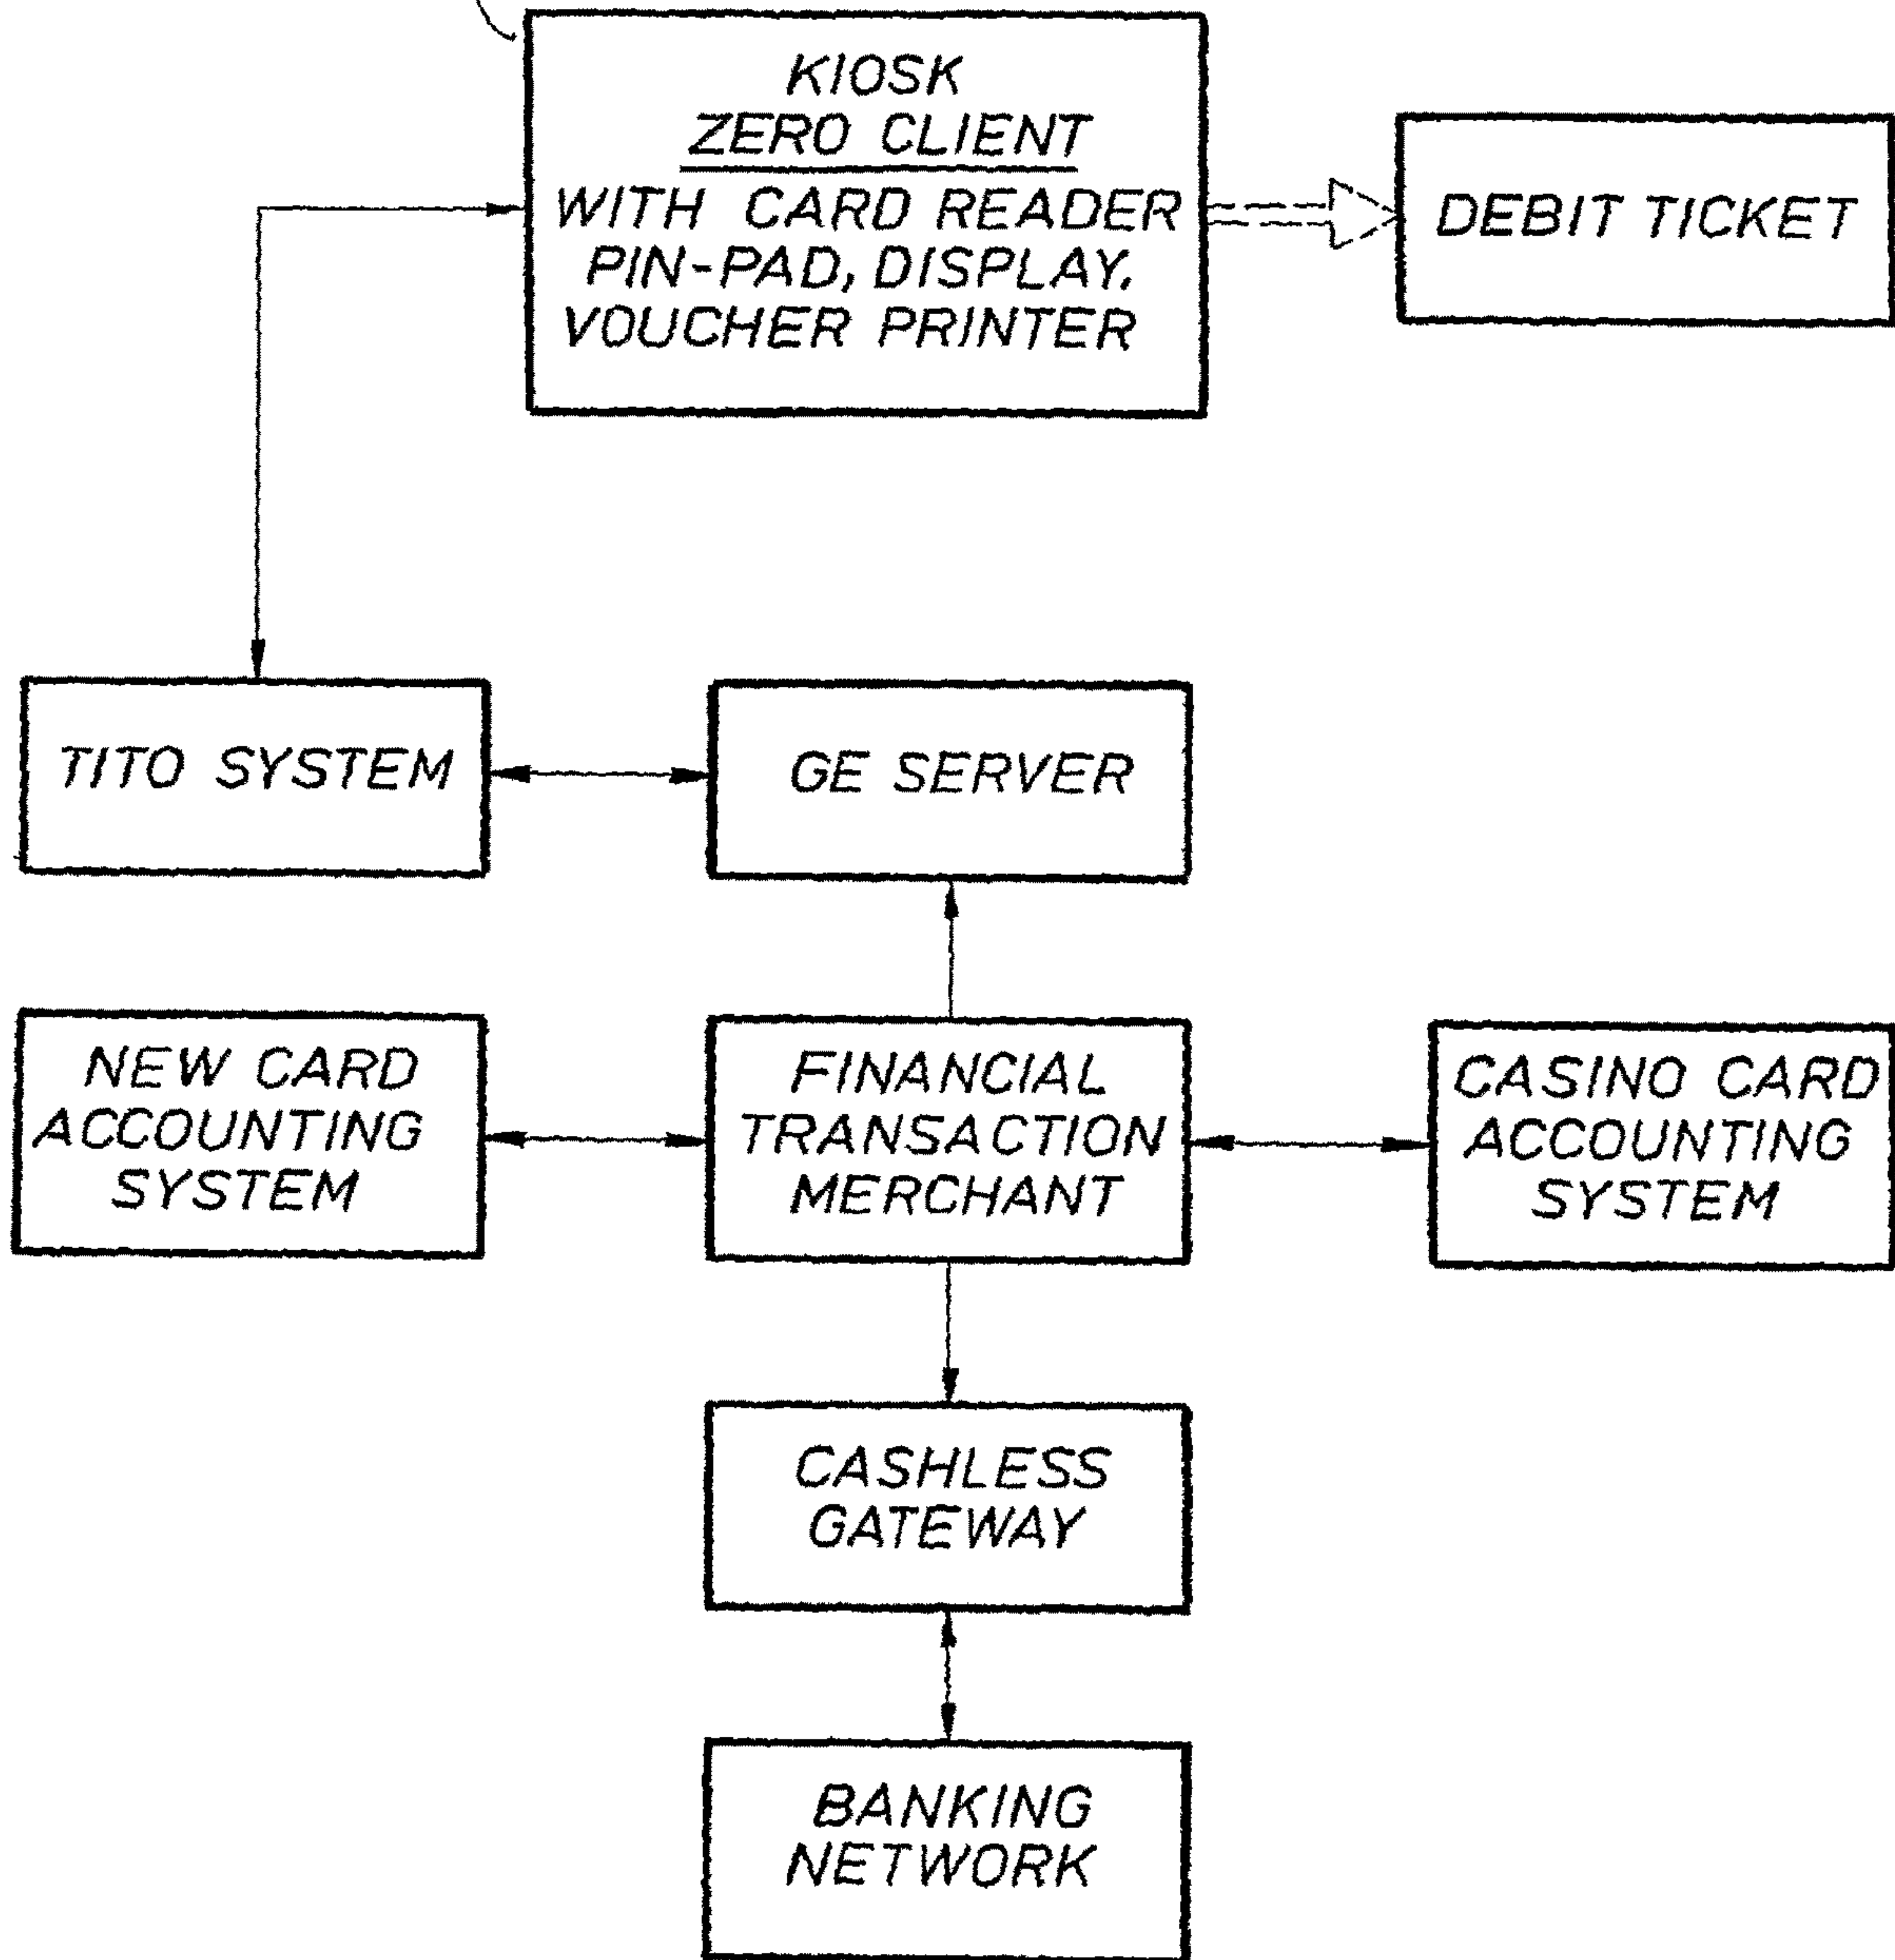 KIOSK
ZERO CLIENT
WITH CARD READER
PIN-PAD, DISPLAY,
VOUCHER PRINTER
DEBIT TICKET
TITO SYSTEM
GE SERVER
NEW CARD
ACCOUNTING
SYSTEM
FINANCIAL
TRANSACTION
MERCHANT
CASINO CARD
ACCOUNTING
SYSTEM
CASHLESS
GATEWAY
BANKING
NETWORK